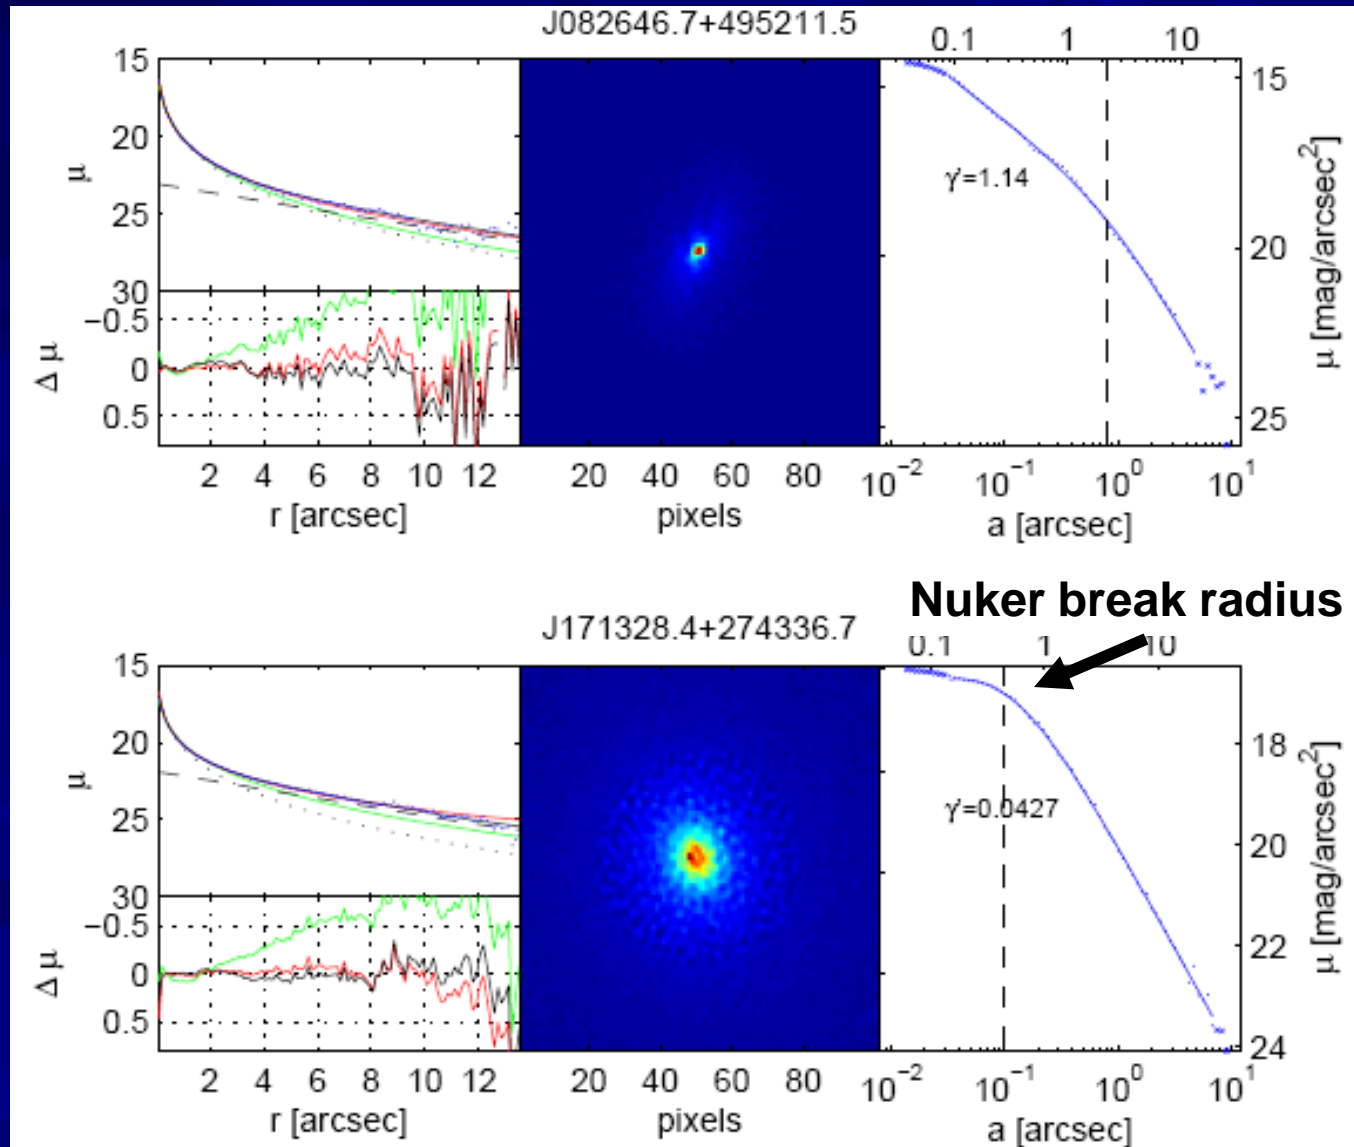 J082646.7+495211.5
0.1 1 10
15
20
25
30
μ
−0.5
0
0.5
Δ μ
2 4 6 8 10 12
r [arcsec]
20 40 60 80
pixels
γ'=1.14
15
20
25
μ [mag/arcsec²]
10⁻² 10⁻¹ 10⁰ 10¹
a [arcsec]
Nuker break radius
J171328.4+274336.7
0.1 1 10
15
20
25
30
μ
−0.5
0
0.5
Δ μ
2 4 6 8 10 12
r [arcsec]
20 40 60 80
pixels
γ'=0.0427
18
20
22
24
μ [mag/arcsec²]
10⁻² 10⁻¹ 10⁰ 10¹
a [arcsec]